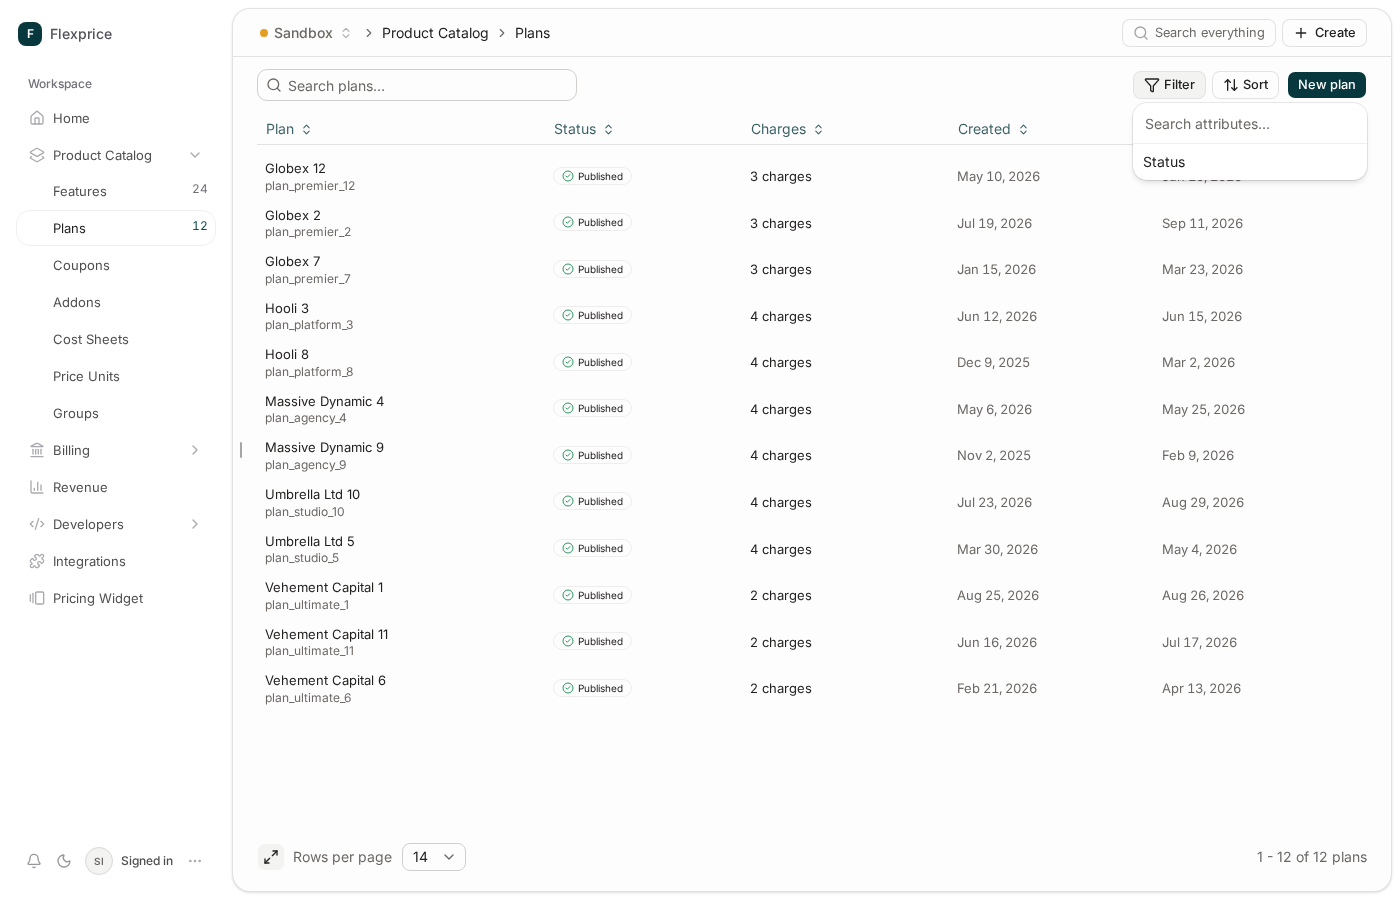 F Flexprice
Workspace
Home
Product Catalog
Features 24
Plans 12
Coupons
Addons
Cost Sheets
Price Units
Groups
Billing
Revenue
Developers
Integrations
Pricing Widget
SI Signed in
Sandbox Product Catalog Plans
Search everything
Create
Search plans...
Filter
Sort
New plan
Search attributes...
Status
Plan Status Charges Created
Globex 12
plan_premier_12
Published 3 charges May 10, 2026
Globex 2
plan_premier_2
Published 3 charges Jul 19, 2026 Sep 11, 2026
Globex 7
plan_premier_7
Published 3 charges Jan 15, 2026 Mar 23, 2026
Hooli 3
plan_platform_3
Published 4 charges Jun 12, 2026 Jun 15, 2026
Hooli 8
plan_platform_8
Published 4 charges Dec 9, 2025 Mar 2, 2026
Massive Dynamic 4
plan_agency_4
Published 4 charges May 6, 2026 May 25, 2026
Massive Dynamic 9
plan_agency_9
Published 4 charges Nov 2, 2025 Feb 9, 2026
Umbrella Ltd 10
plan_studio_10
Published 4 charges Jul 23, 2026 Aug 29, 2026
Umbrella Ltd 5
plan_studio_5
Published 4 charges Mar 30, 2026 May 4, 2026
Vehement Capital 1
plan_ultimate_1
Published 2 charges Aug 25, 2026 Aug 26, 2026
Vehement Capital 11
plan_ultimate_11
Published 2 charges Jun 16, 2026 Jul 17, 2026
Vehement Capital 6
plan_ultimate_6
Published 2 charges Feb 21, 2026 Apr 13, 2026
Rows per page 14
1 - 12 of 12 plans